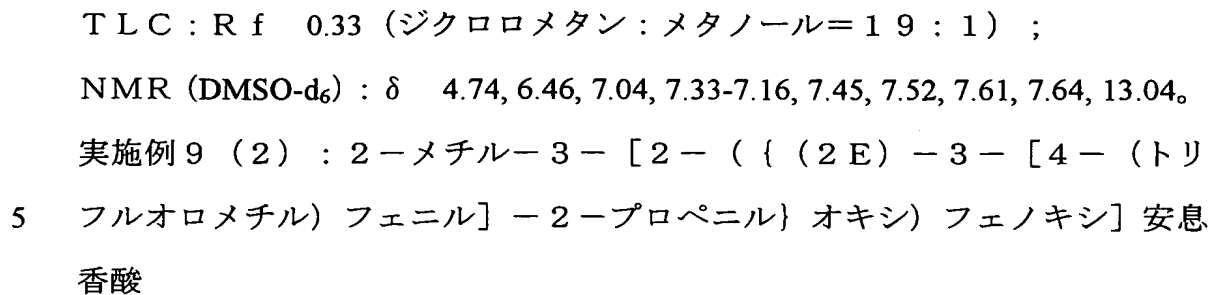 ＴＬＣ：Ｒｆ　0.33（ジクロロメタン：メタノール＝１９：１）；
ＮＭＲ（DMSO-d₆）：δ　4.74, 6.46, 7.04, 7.33-7.16, 7.45, 7.52, 7.61, 7.64, 13.04。
実施例９（２）：２－メチル－３－［２－（｛（２Ｅ）－３－［４－（トリ
5　フルオロメチル）フェニル］－２－プロペニル｝オキシ）フェノキシ］安息
香酸